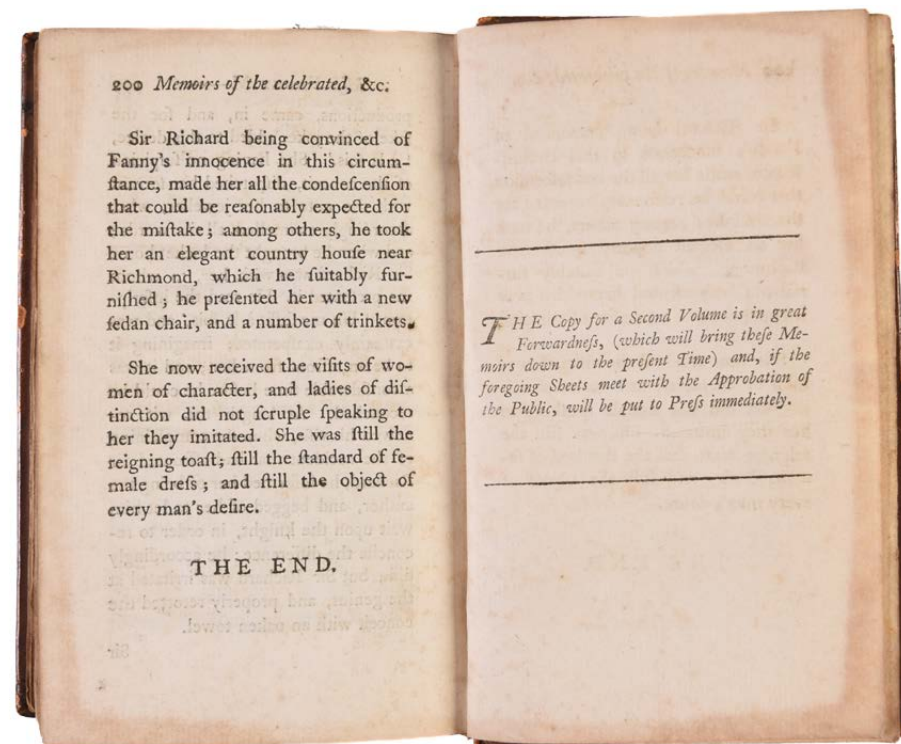 200 Memoirs of the celebrated, &c.
Sir Richard being convinced of
Fanny's innocence in this circum-
ſtance, made her all the condeſcenſion
that could be reaſonably expected for
the miſtake; among others, he took
her an elegant country houſe near
Richmond, which he ſuitably fur-
niſhed; he preſented her with a new
ſedan chair, and a number of trinkets.
She now received the viſits of wo-
men of character, and ladies of diſ-
tinction did not ſcruple ſpeaking to
her they imitated. She was ſtill the
reigning toaſt; ſtill the ſtandard of fe-
male dreſs; and ſtill the object of
every man's deſire.
THE END.
THE Copy for a Second Volume is in great
Forwardneſs, (which will bring theſe Me-
moirs down to the preſent Time) and, if the
foregoing Sheets meet with the Approbation of
the Public, will be put to Preſs immediately.